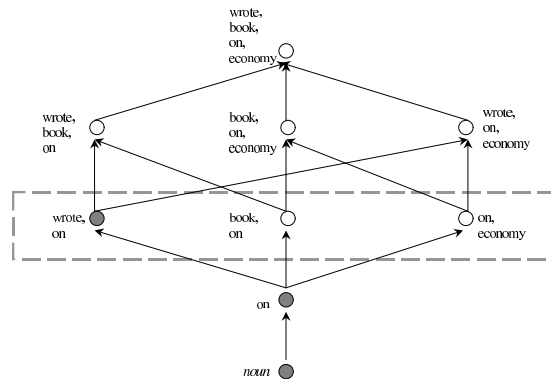 wrote,
book,
on,
economy
wrote,
book,
on
book,
on,
economy
wrote,
on,
economy
wrote,
on
book,
on
on,
economy
on
noun